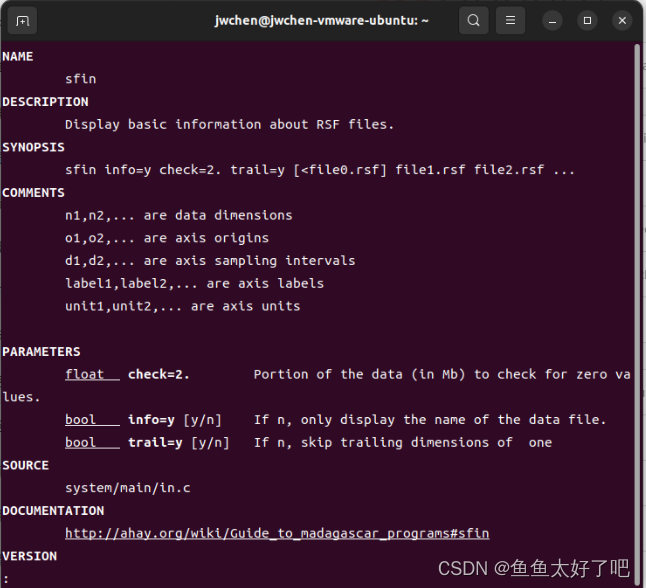 jwchen@jwchen-vmware-ubuntu: ~
NAME
sfin
DESCRIPTION
Display basic information about RSF files.
SYNOPSIS
sfin info=y check=2. trail=y [<file0.rsf] file1.rsf file2.rsf ...
COMMENTS
n1,n2,... are data dimensions
o1,o2,... are axis origins
d1,d2,... are axis sampling intervals
label1,label2,... are axis labels
unit1,unit2,... are axis units
PARAMETERS
float   check=2.        Portion of the data (in Mb) to check for zero va
lues.
bool    info=y [y/n]    If n, only display the name of the data file.
bool    trail=y [y/n]   If n, skip trailing dimensions of  one
SOURCE
system/main/in.c
DOCUMENTATION
http://ahay.org/wiki/Guide_to_madagascar_programs#sfin
VERSION
:
CSDN @鱼鱼太好了吧